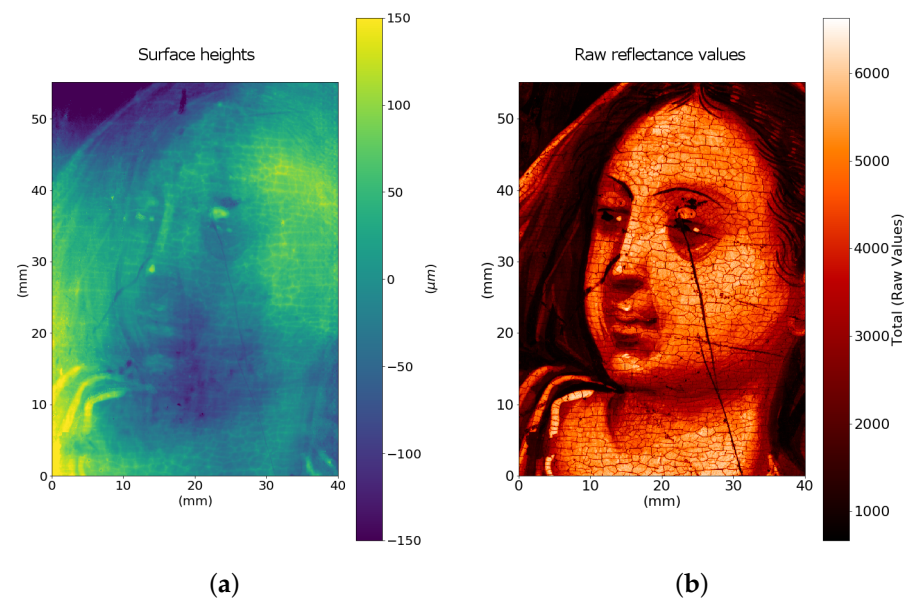 Surface heights
50
40
30
20
10
0
(mm)
0 10 20 30 40
(mm)
150
100
50
0
−50
−100
−150
(μm)
(a)
Raw reflectance values
50
40
30
20
10
0
(mm)
0 10 20 30 40
(mm)
6000
5000
4000
3000
2000
1000
Total (Raw Values)
(b)